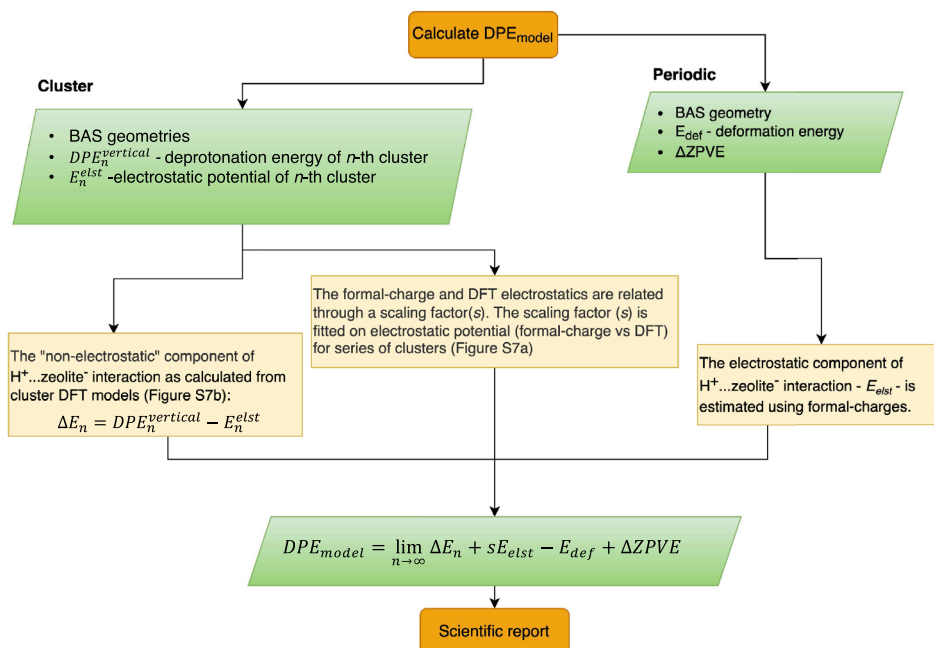 Calculate DPE_model
Cluster
• BAS geometries
• DPE_n^vertical - deprotonation energy of n-th cluster
• E_n^elst -electrostatic potential of n-th cluster
Periodic
• BAS geometry
• E_def - deformation energy
• ΔZPVE
The "non-electrostatic" component of
H⁺...zeolite⁻ interaction as calculated from
cluster DFT models (Figure S7b):
ΔE_n = DPE_n^vertical − E_n^elst
The formal-charge and DFT electrostatics are related
through a scaling factor(s). The scaling factor (s) is
fitted on electrostatic potential (formal-charge vs DFT)
for series of clusters (Figure S7a)
The electrostatic component of
H⁺...zeolite⁻ interaction - E_elst - is
estimated using formal-charges.
DPE_model = lim_{n→∞} ΔE_n + sE_elst − E_def + ΔZPVE
Scientific report